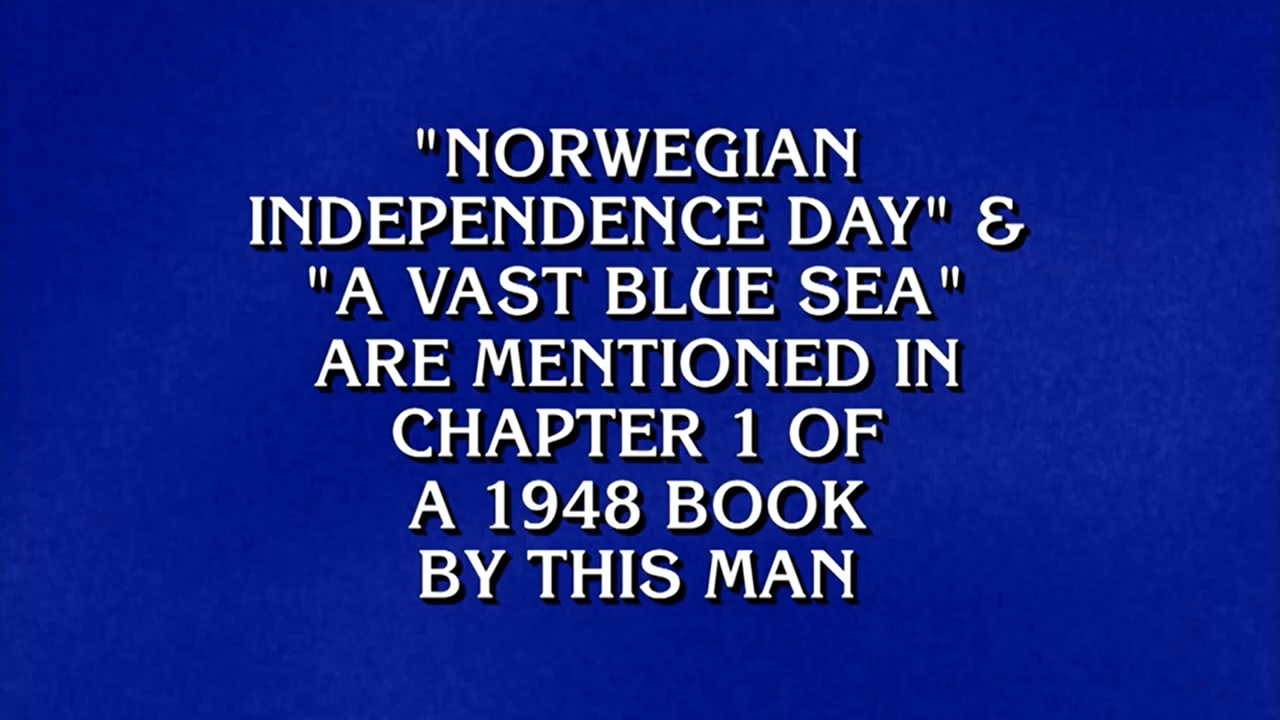 "NORWEGIAN
INDEPENDENCE DAY" &
"A VAST BLUE SEA"
ARE MENTIONED IN
CHAPTER 1 OF
A 1948 BOOK
BY THIS MAN